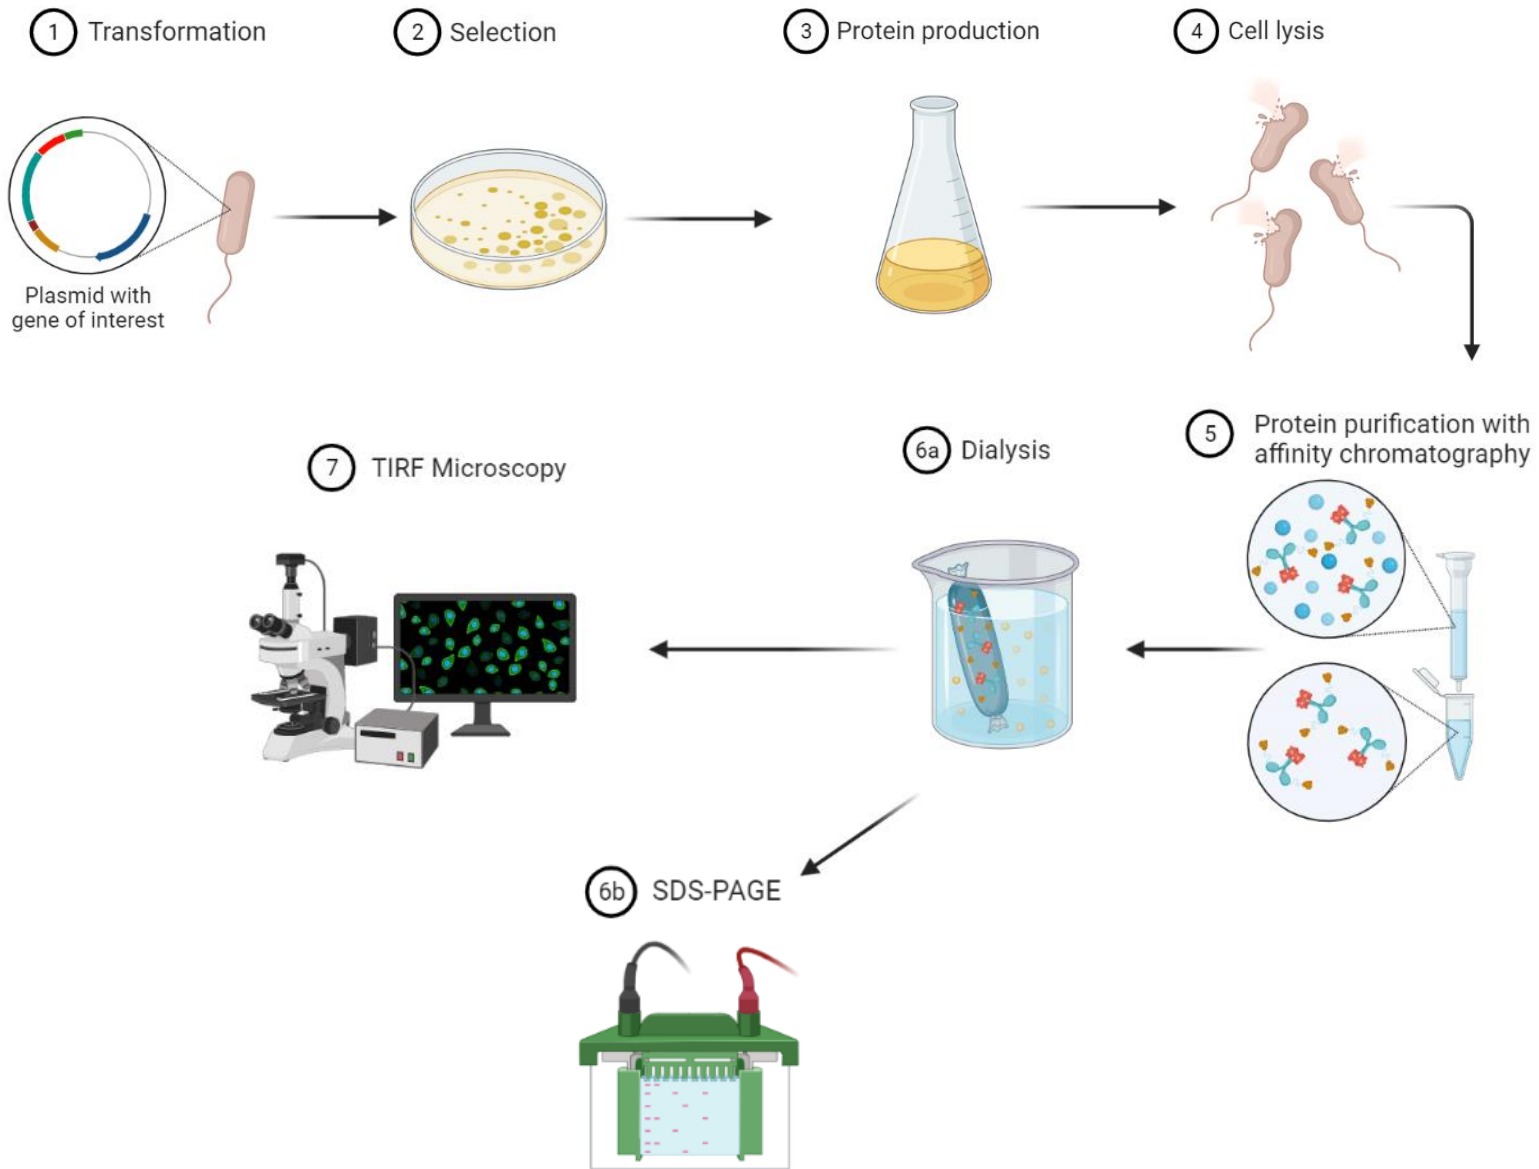 1 Transformation
2 Selection
3 Protein production
4 Cell lysis
Plasmid with
gene of interest
5 Protein purification with
affinity chromatography
6a Dialysis
7 TIRF Microscopy
6b SDS-PAGE